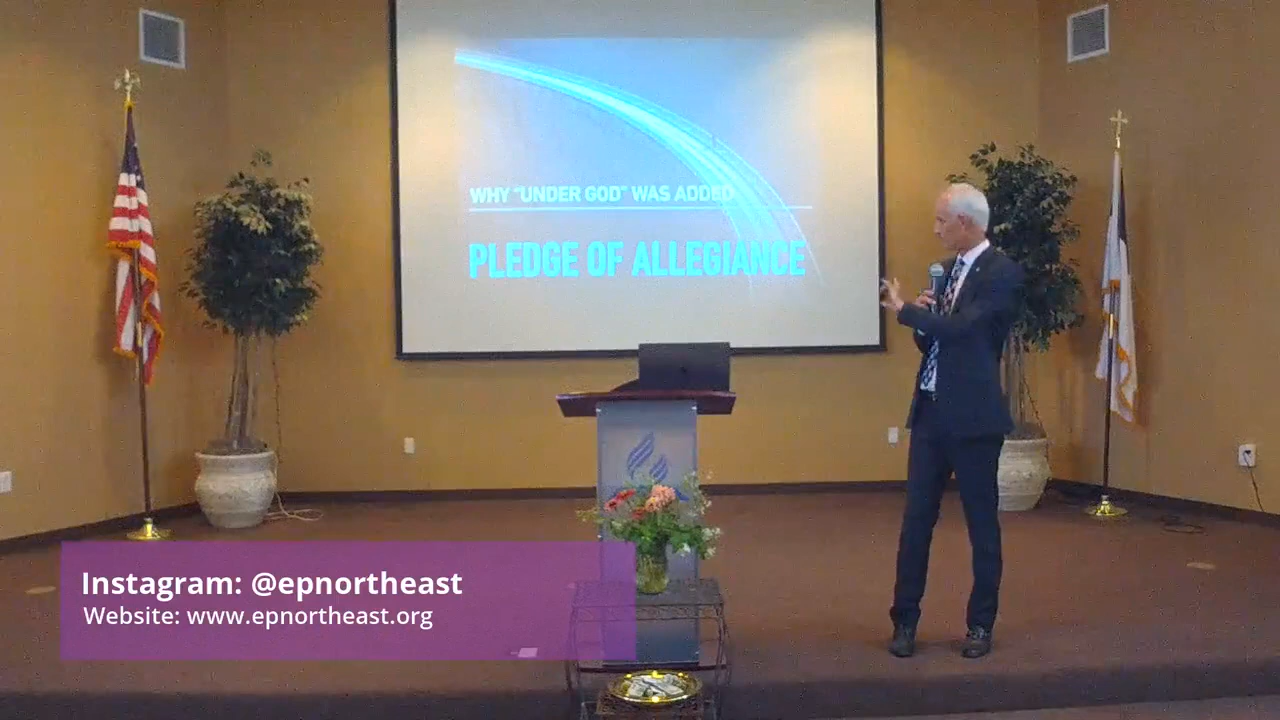 WHY “UNDER GOD” WAS ADDED
PLEDGE OF ALLEGIANCE
Instagram: @epnortheast
Website: www.epnortheast.org